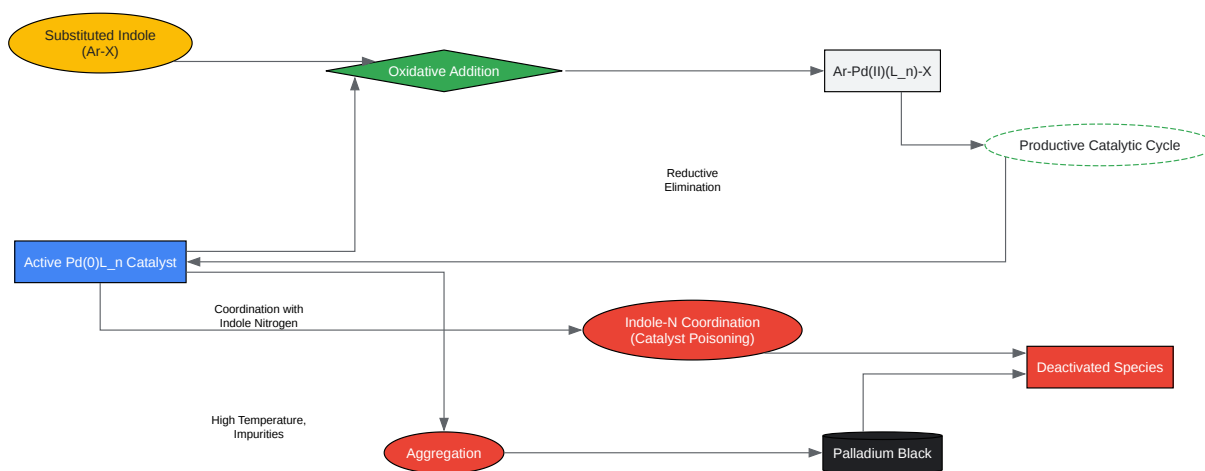 Substituted Indole
(Ar-X)
Oxidative Addition
Ar-Pd(II)(L_n)-X
Productive Catalytic Cycle
Reductive
Elimination
Active Pd(0)L_n Catalyst
Coordination with
Indole Nitrogen
Indole-N Coordination
(Catalyst Poisoning)
Deactivated Species
High Temperature,
Impurities
Aggregation
Palladium Black